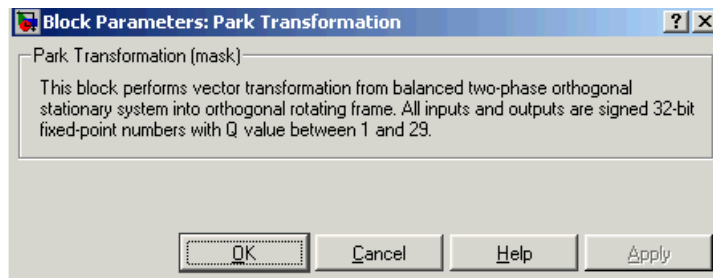 Block Parameters: Park Transformation
Park Transformation (mask)
This block performs vector transformation from balanced two-phase orthogonal
stationary system into orthogonal rotating frame. All inputs and outputs are signed 32-bit
fixed-point numbers with Q value between 1 and 29.
OK Cancel Help Apply